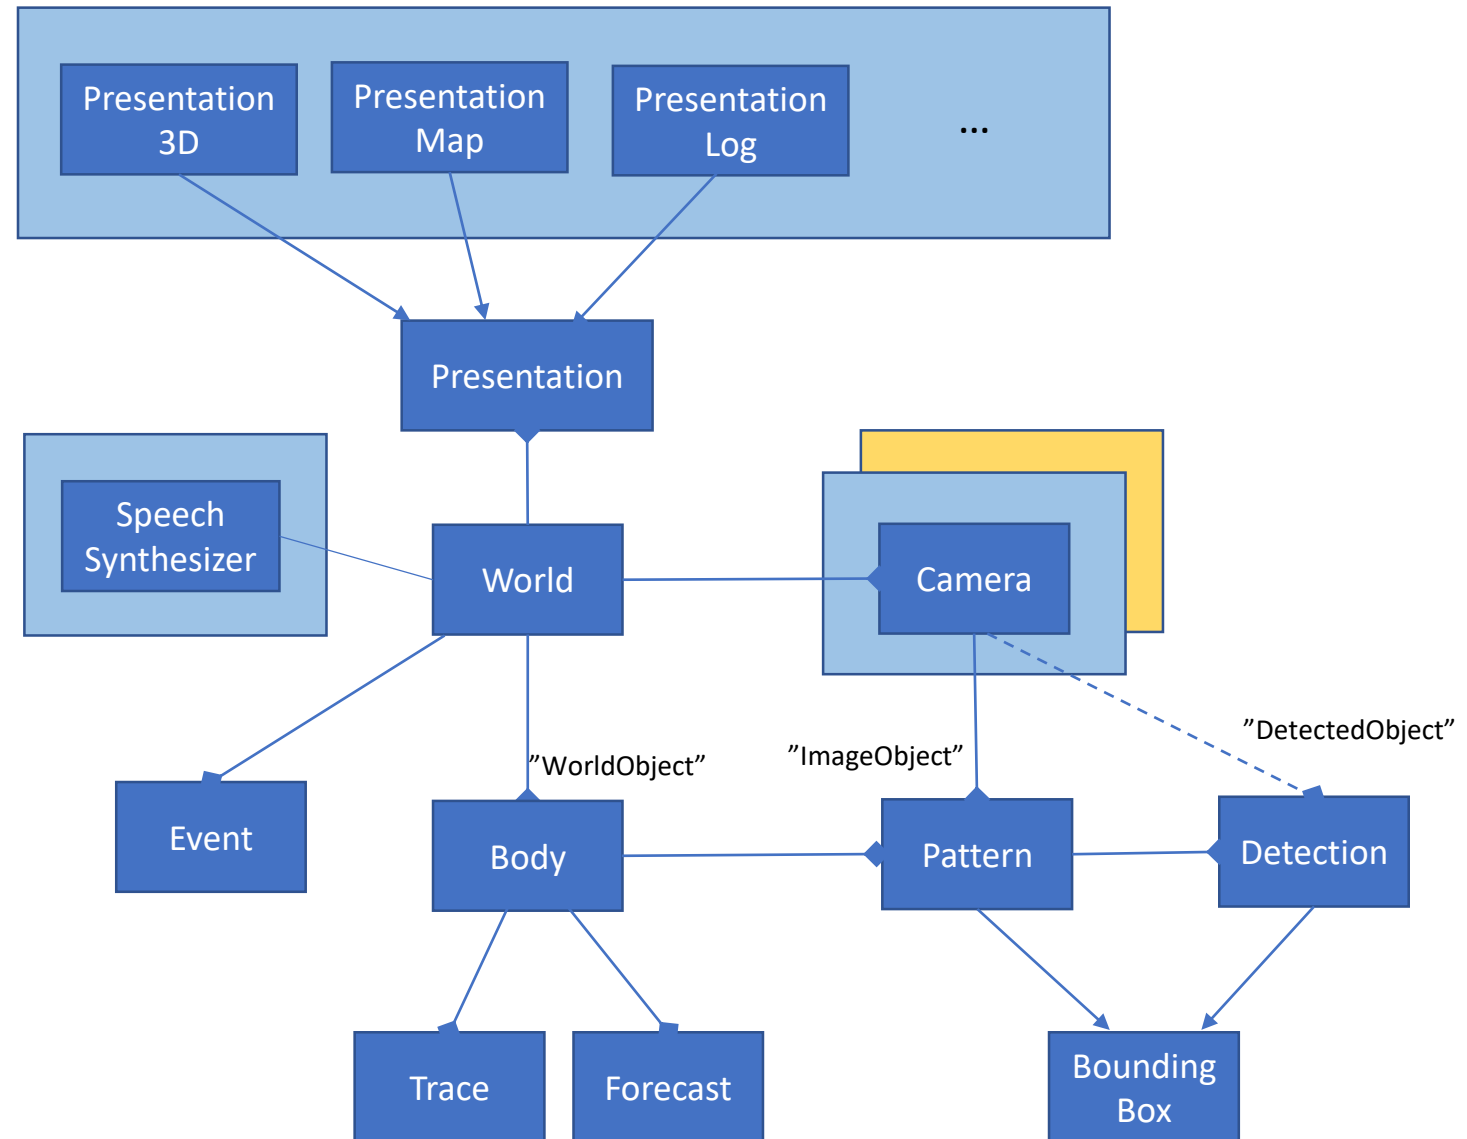 Presentation
3D
Presentation
Map
Presentation
Log
...
Presentation
Speech
Synthesizer
World
Camera
”WorldObject”
”ImageObject”
”DetectedObject”
Event
Body
Pattern
Detection
Trace
Forecast
Bounding
Box